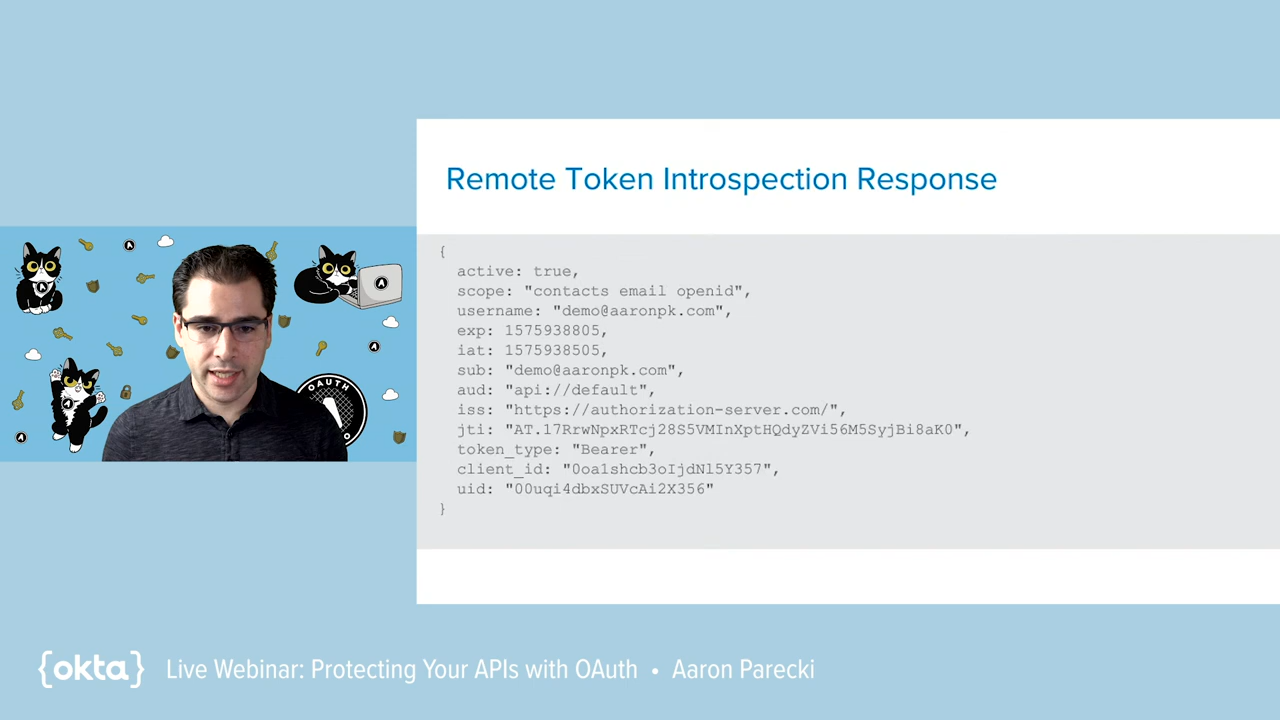 Remote Token Introspection Response
{
active: true,
scope: "contacts email openid",
username: "demo@aaronpk.com",
exp: 1575938805,
iat: 1575938505,
sub: "demo@aaronpk.com",
aud: "api://default",
iss: "https://authorization-server.com/",
jti: "AT.17RrwNpxRTcj28S5VMInXptHQdyZVi56M5SyjBi8aK0",
token_type: "Bearer",
client_id: "0oa1shcb3oIjdNl5Y357",
uid: "00uqi4dbxSUVcAi2X356"
}
OAUTH
{okta} Live Webinar: Protecting Your APIs with OAuth • Aaron Parecki